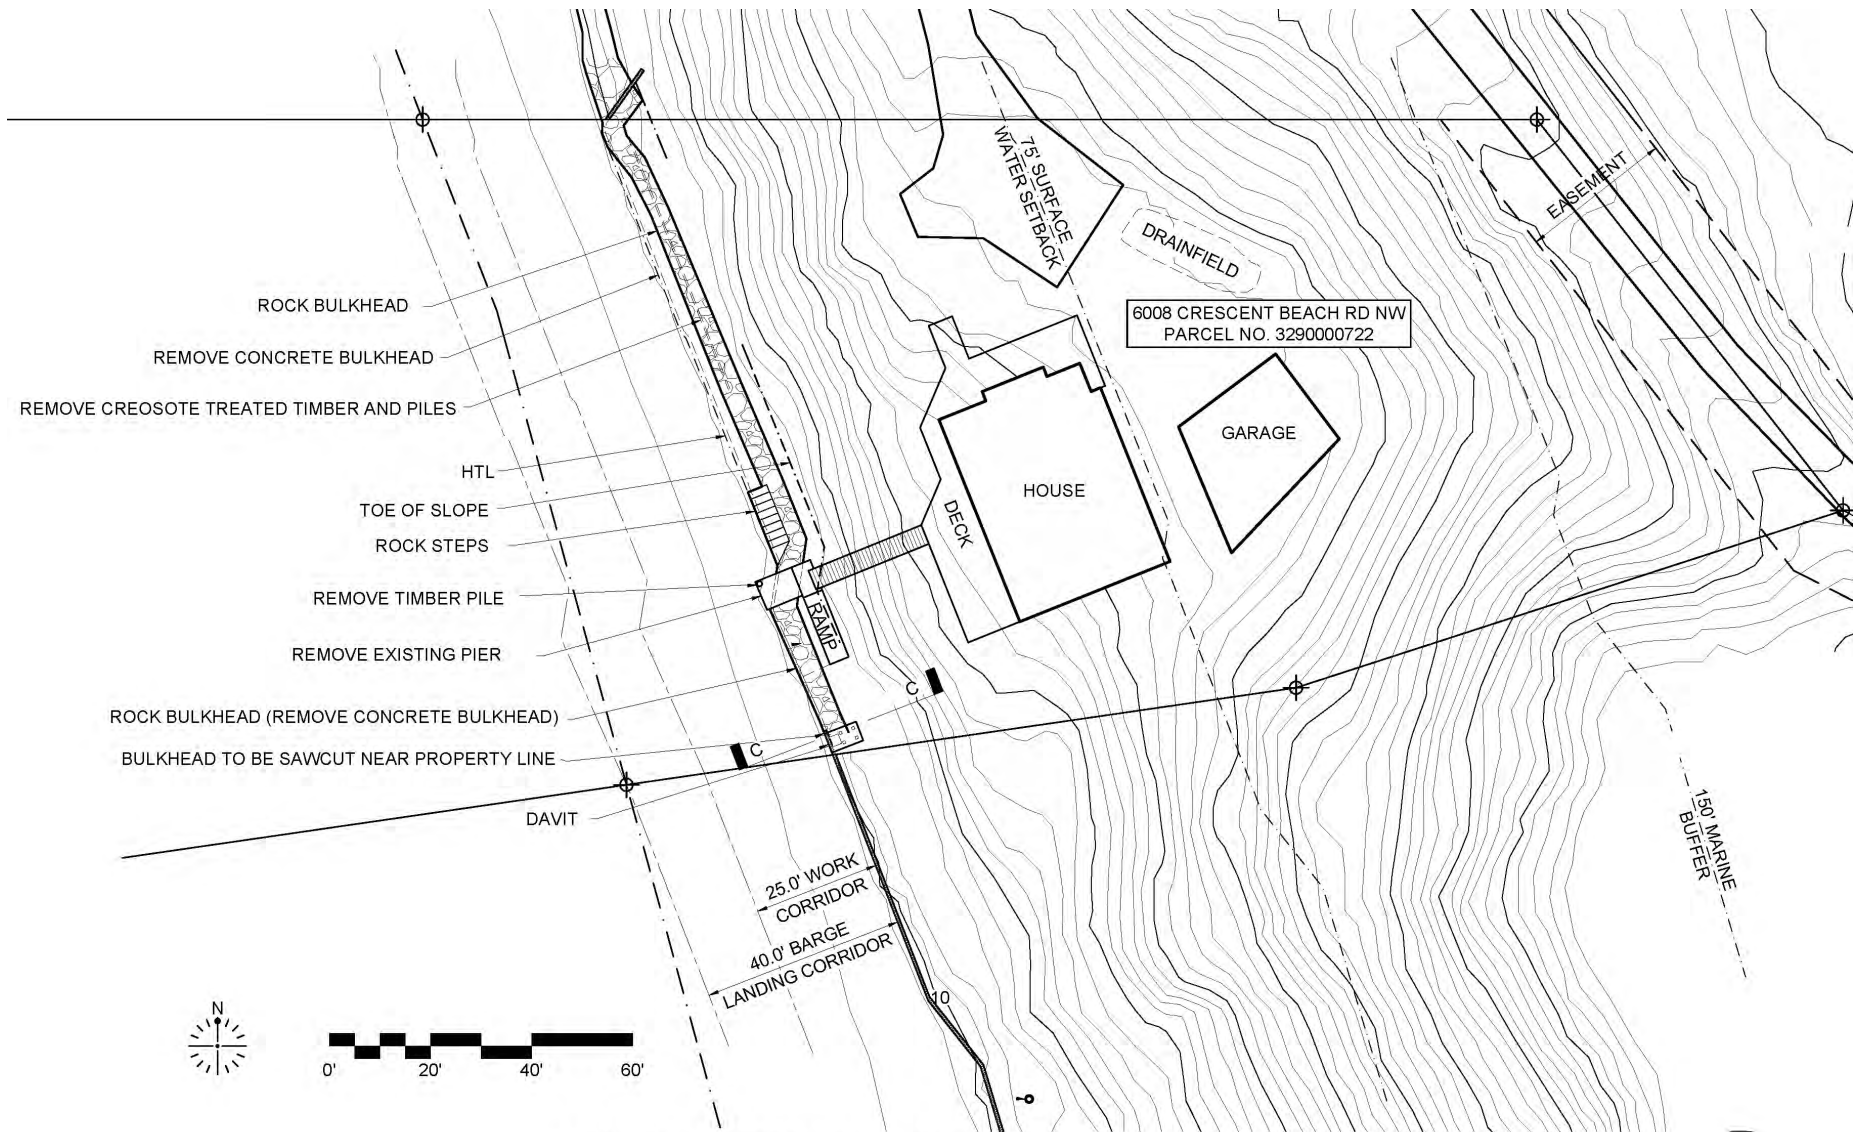 75' SURFACE
WATER SETBACK
EASEMENT
DRAINFIELD
ROCK BULKHEAD
6008 CRESCENT BEACH RD NW
PARCEL NO. 3290000722
REMOVE CONCRETE BULKHEAD
REMOVE CREOSOTE TREATED TIMBER AND PILES
GARAGE
HTL
HOUSE
TOE OF SLOPE
DECK
ROCK STEPS
REMOVE TIMBER PILE
RAMP
REMOVE EXISTING PIER
C
ROCK BULKHEAD (REMOVE CONCRETE BULKHEAD)
C
BULKHEAD TO BE SAWCUT NEAR PROPERTY LINE
DAVIT
150' MARINE
BUFFER
25.0' WORK
CORRIDOR
40.0' BARGE
LANDING CORRIDOR
10
N
0' 20' 40' 60'